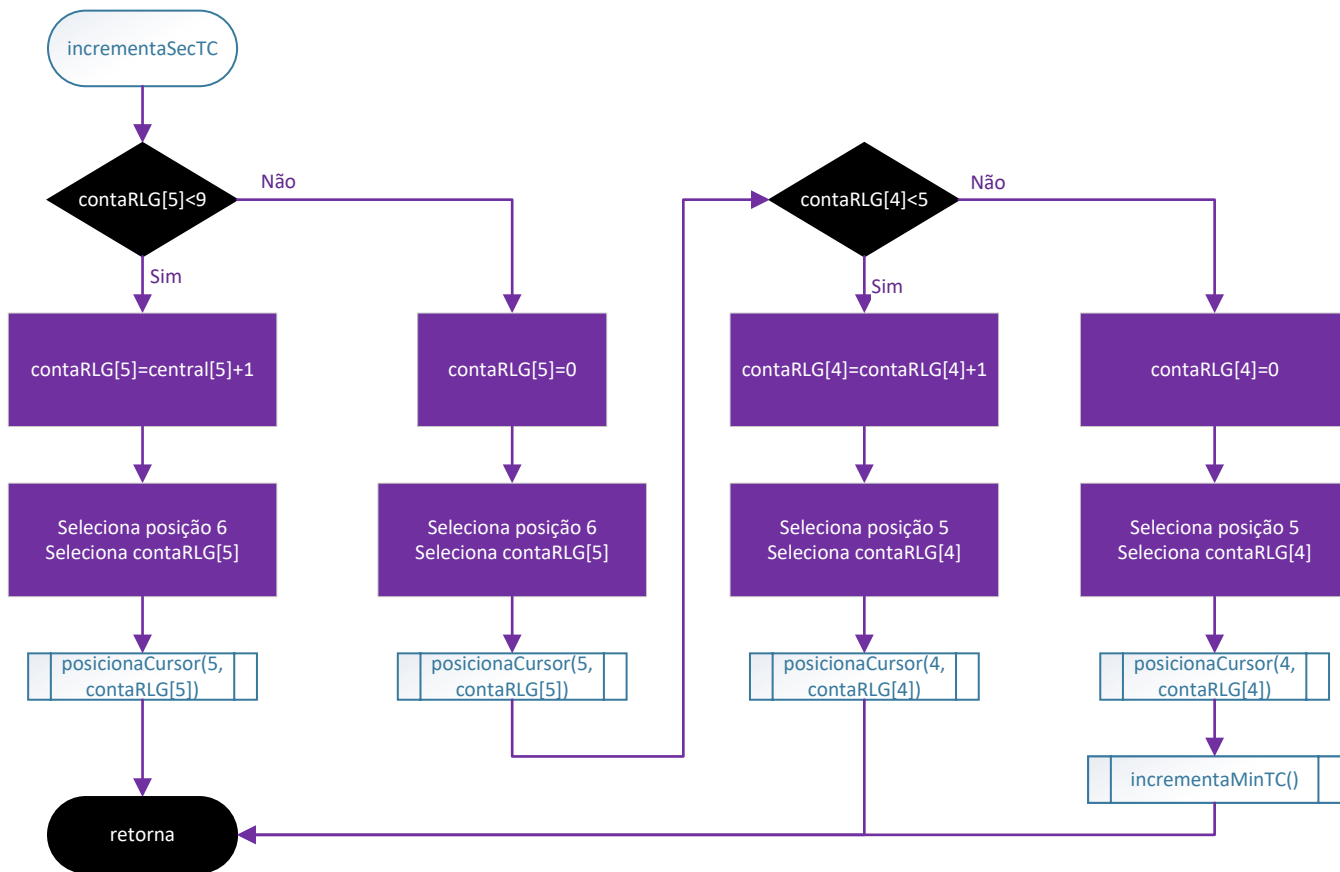 incrementaSecTC
contaRLG[5]<9
Não
Sim
contaRLG[5]=central[5]+1
Seleciona posição 6
Seleciona contaRLG[5]
posicionaCursor(5,
contaRLG[5])
retorna
contaRLG[5]=0
Seleciona posição 6
Seleciona contaRLG[5]
posicionaCursor(5,
contaRLG[5])
contaRLG[4]<5
Não
Sim
contaRLG[4]=contaRLG[4]+1
Seleciona posição 5
Seleciona contaRLG[4]
posicionaCursor(4,
contaRLG[4])
contaRLG[4]=0
Seleciona posição 5
Seleciona contaRLG[4]
posicionaCursor(4,
contaRLG[4])
incrementaMinTC()